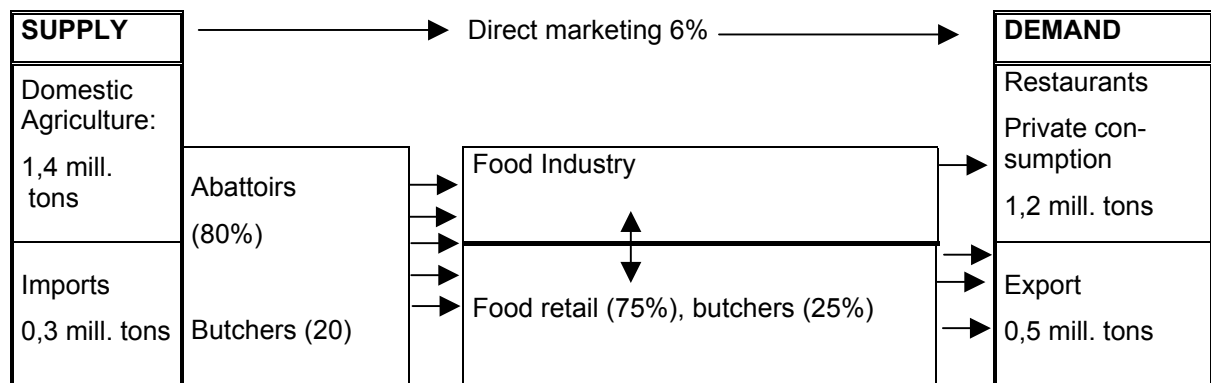 SUPPLY
Direct marketing 6%
DEMAND
Domestic
Agriculture:
1,4 mill.
tons
Imports
0,3 mill. tons
Abattoirs
(80%)
Butchers (20)
Food Industry
Food retail (75%), butchers (25%)
Restaurants
Private con-
sumption
1,2 mill. tons
Export
0,5 mill. tons